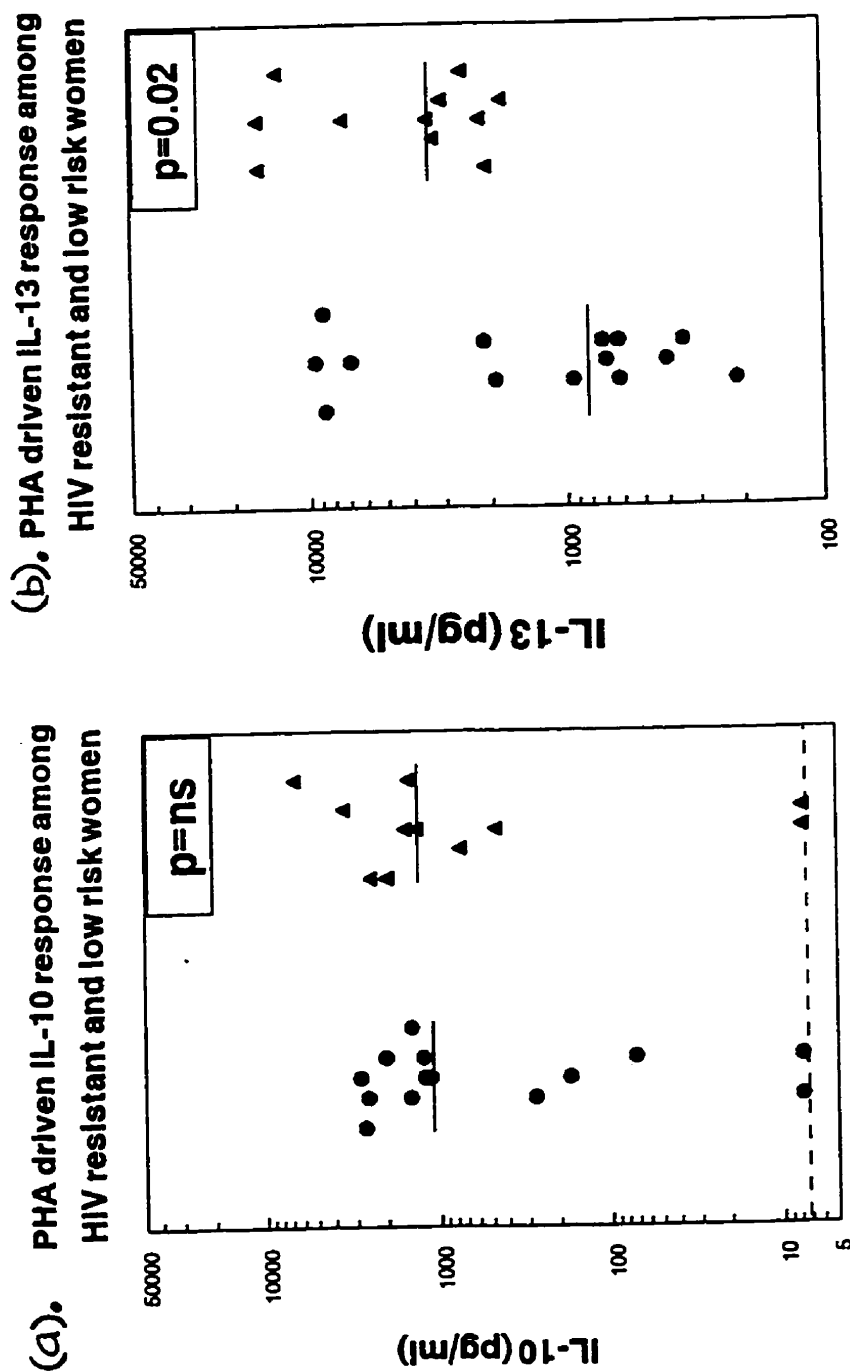 (a). PHA driven IL-10 response among
HIV resistant and low risk women
p=ns
50000
10000
1000
100
10
5
IL-10 (pg/ml)
(b). PHA driven IL-13 response among
HIV resistant and low risk women
p=0.02
50000
10000
1000
100
IL-13 (pg/ml)